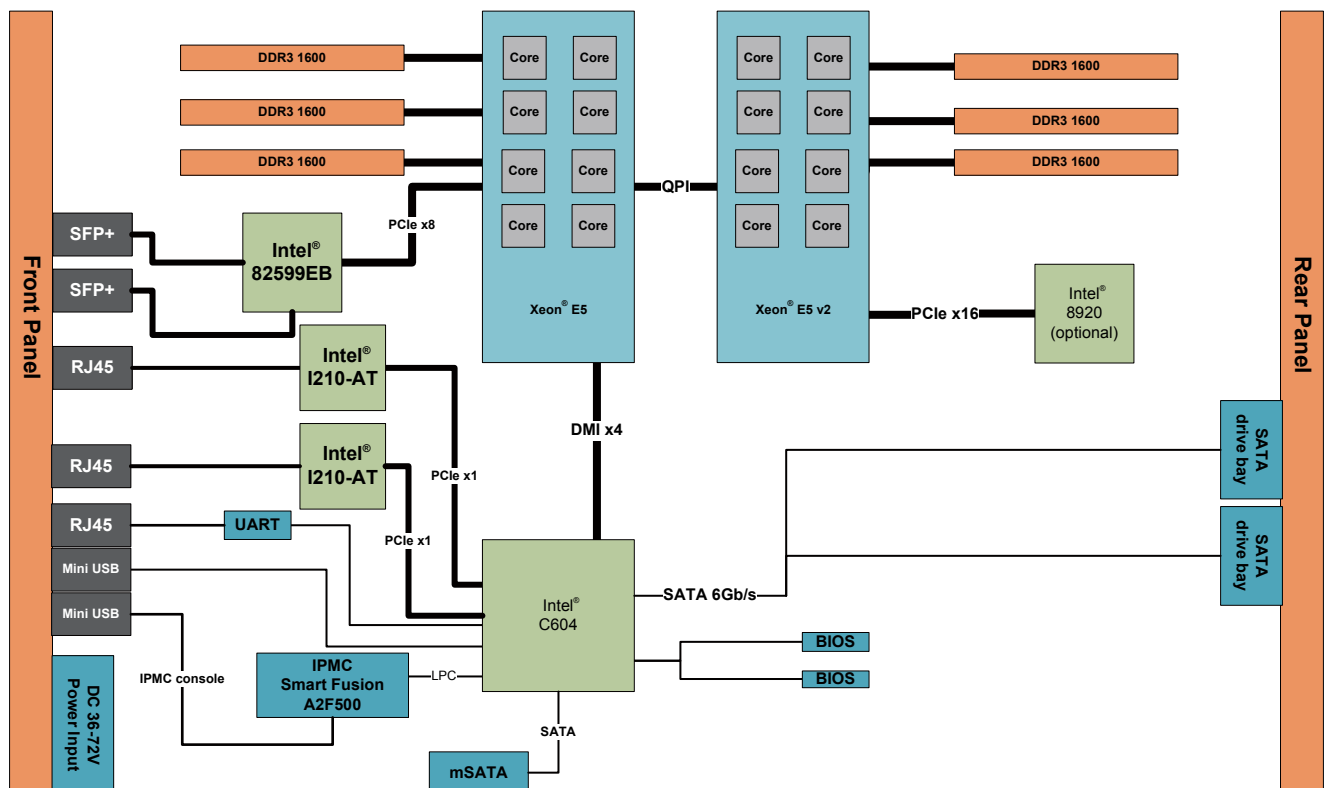 Front Panel
Rear Panel
DDR3 1600
DDR3 1600
DDR3 1600
Core
Core
Core
Core
Core
Core
Core
Core
Xeon® E5
QPI
Core
Core
Core
Core
Core
Core
Core
Core
Xeon® E5 v2
DDR3 1600
DDR3 1600
DDR3 1600
PCIe x8
SFP+
SFP+
Intel®
82599EB
PCIe x16
Intel®
8920
(optional)
RJ45
Intel®
I210-AT
DMI x4
RJ45
Intel®
I210-AT
PCIe x1
PCIe x1
SATA
drive bay
SATA
drive bay
RJ45
UART
Mini USB
Mini USB
Intel®
C604
SATA 6Gb/s
BIOS
BIOS
DC 36-72V
Power Input
IPMC console
IPMC
Smart Fusion
A2F500
LPC
SATA
mSATA